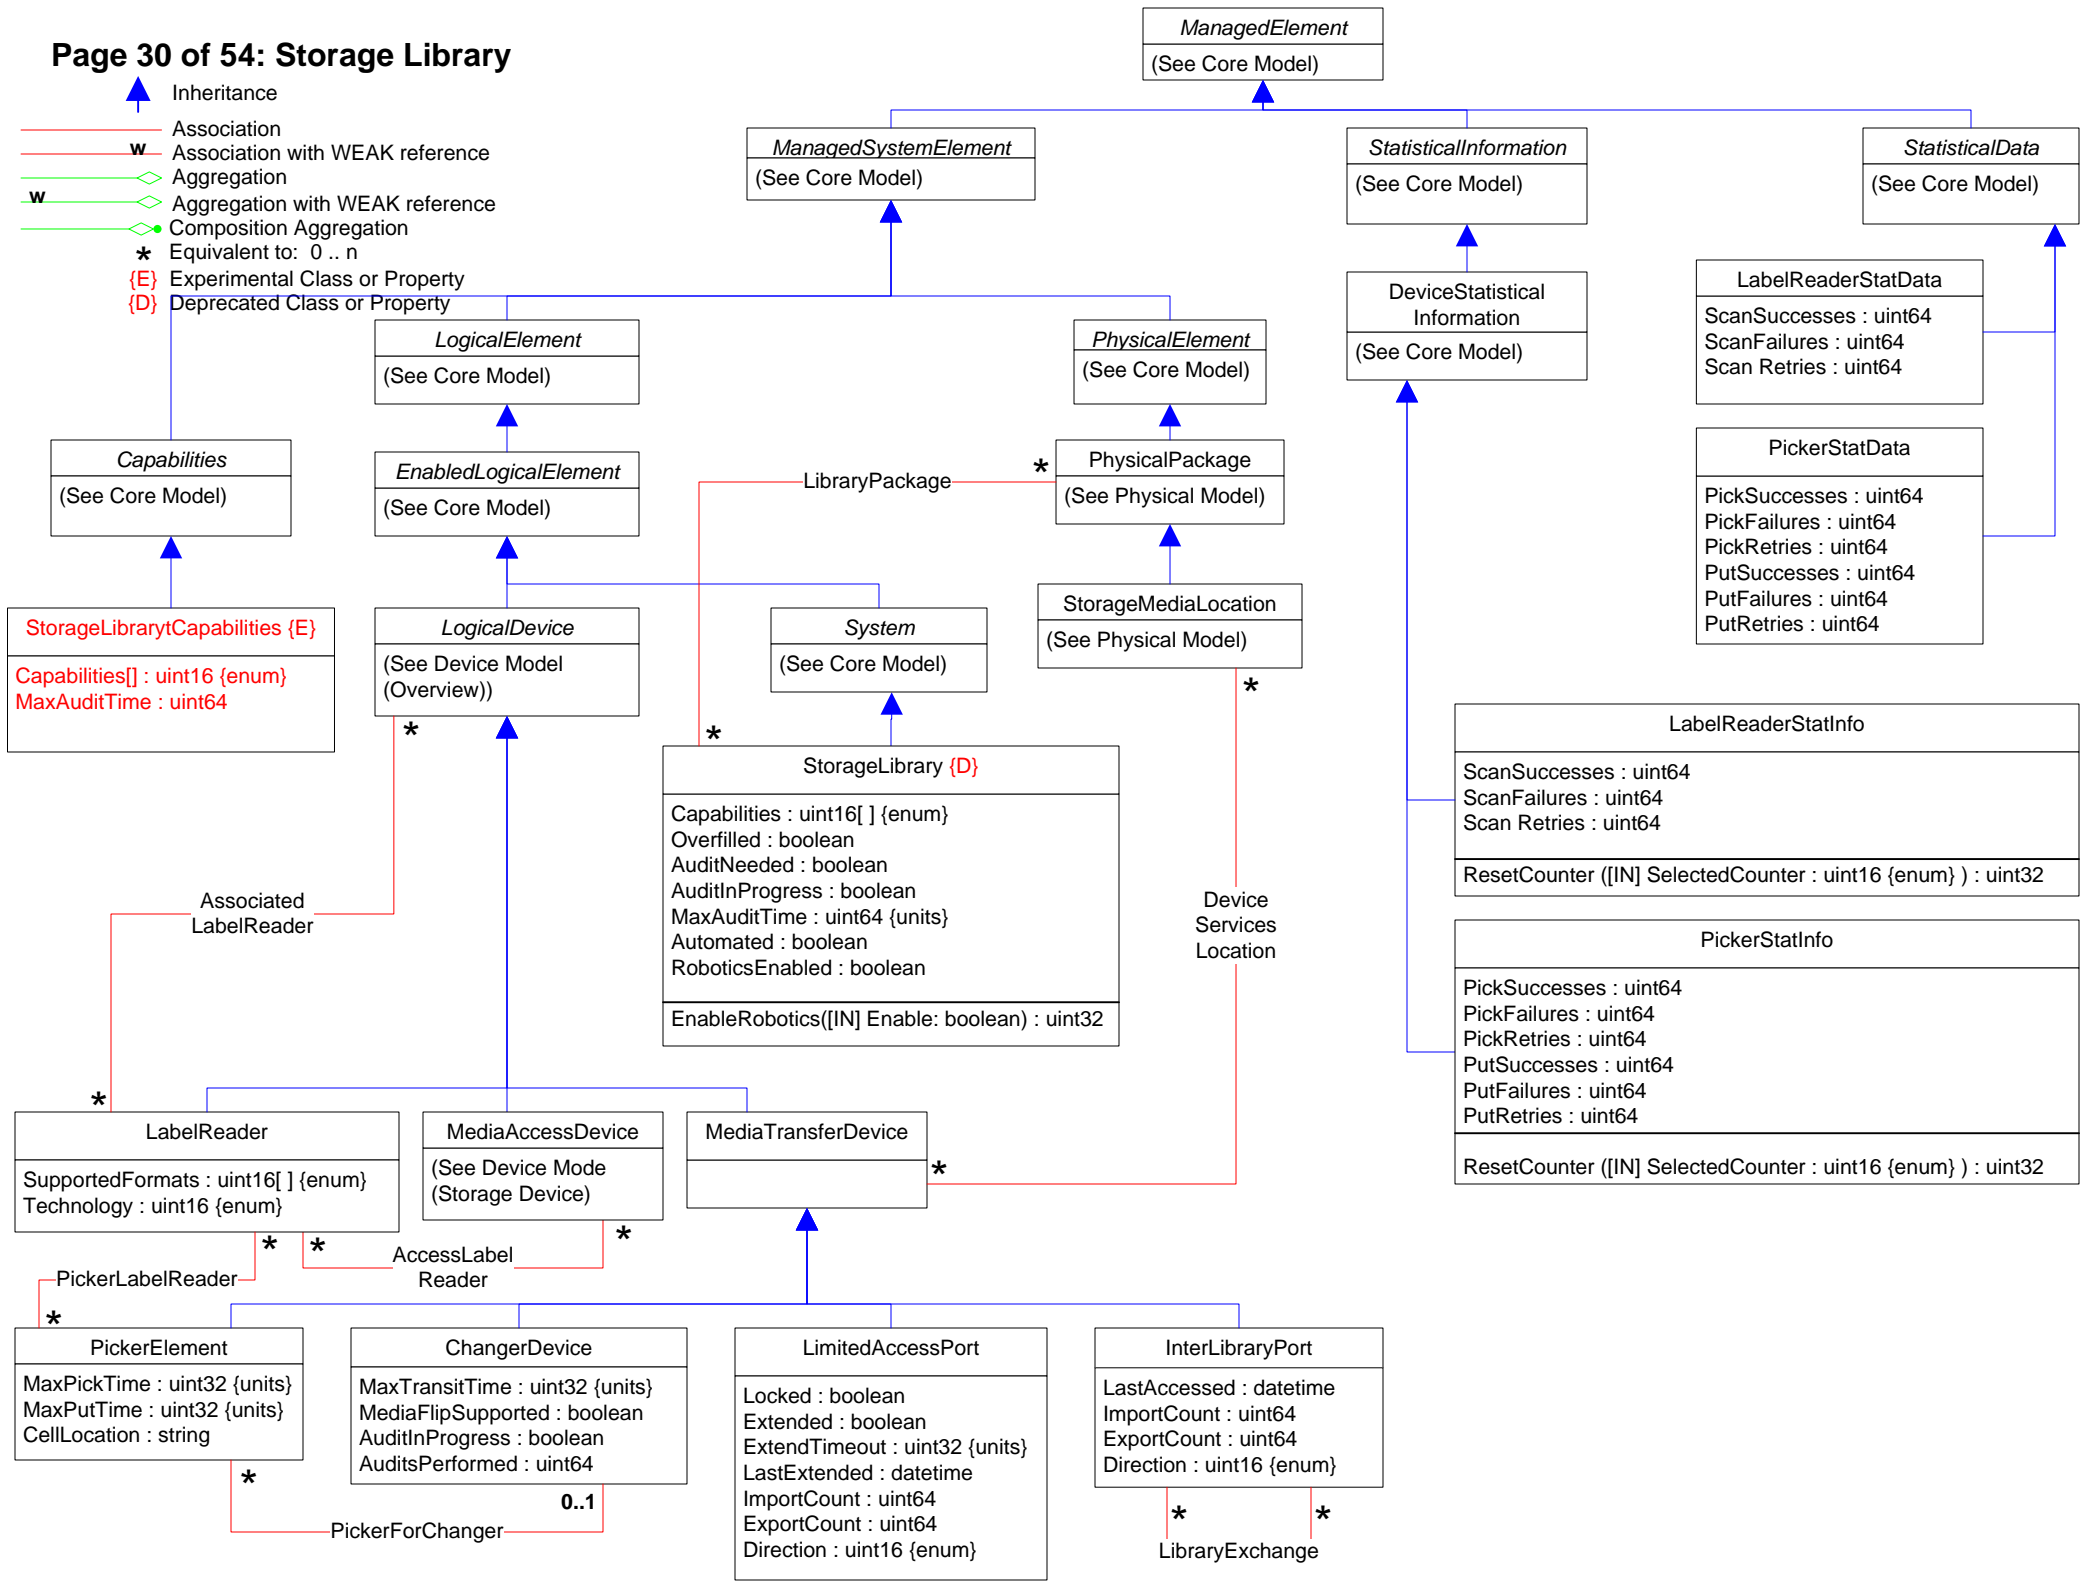 Page 30 of 54: Storage Library
Inheritance
Association
w
Association with WEAK reference
Aggregation
w
Aggregation with WEAK reference
Composition Aggregation
* Equivalent to: 0 .. n
{E} Experimental Class or Property
{D} Deprecated Class or Property
ManagedElement
(See Core Model)
ManagedSystemElement
(See Core Model)
StatisticalInformation
(See Core Model)
StatisticalData
(See Core Model)
DeviceStatistical
Information
(See Core Model)
LabelReaderStatData
ScanSuccesses : uint64
ScanFailures : uint64
Scan Retries : uint64
PickerStatData
PickSuccesses : uint64
PickFailures : uint64
PickRetries : uint64
PutSuccesses : uint64
PutFailures : uint64
PutRetries : uint64
LogicalElement
(See Core Model)
PhysicalElement
(See Core Model)
Capabilities
(See Core Model)
EnabledLogicalElement
(See Core Model)
LibraryPackage
*
PhysicalPackage
(See Physical Model)
StorageLibrarytCapabilities {E}
Capabilities[] : uint16 {enum}
MaxAuditTime : uint64
LogicalDevice
(See Device Model
(Overview))
*
System
(See Core Model)
StorageMediaLocation
(See Physical Model)
*
*
StorageLibrary {D}
Capabilities : uint16[ ] {enum}
Overfilled : boolean
AuditNeeded : boolean
AuditInProgress : boolean
MaxAuditTime : uint64 {units}
Automated : boolean
RoboticsEnabled : boolean
EnableRobotics([IN] Enable: boolean) : uint32
Associated
LabelReader
*
Device
Services
Location
LabelReaderStatInfo
ScanSuccesses : uint64
ScanFailures : uint64
Scan Retries : uint64
ResetCounter ([IN] SelectedCounter : uint16 {enum} ) : uint32
PickerStatInfo
PickSuccesses : uint64
PickFailures : uint64
PickRetries : uint64
PutSuccesses : uint64
PutFailures : uint64
PutRetries : uint64
ResetCounter ([IN] SelectedCounter : uint16 {enum} ) : uint32
LabelReader
SupportedFormats : uint16[ ] {enum}
Technology : uint16 {enum}
MediaAccessDevice
(See Device Mode
(Storage Device)
MediaTransferDevice
*
*
*
*
AccessLabel
Reader
PickerLabelReader
*
PickerElement
MaxPickTime : uint32 {units}
MaxPutTime : uint32 {units}
CellLocation : string
*
ChangerDevice
MaxTransitTime : uint32 {units}
MediaFlipSupported : boolean
AuditInProgress : boolean
AuditsPerformed : uint64
0..1
PickerForChanger
LimitedAccessPort
Locked : boolean
Extended : boolean
ExtendTimeout : uint32 {units}
LastExtended : datetime
ImportCount : uint64
ExportCount : uint64
Direction : uint16 {enum}
InterLibraryPort
LastAccessed : datetime
ImportCount : uint64
ExportCount : uint64
Direction : uint16 {enum}
*
*
LibraryExchange